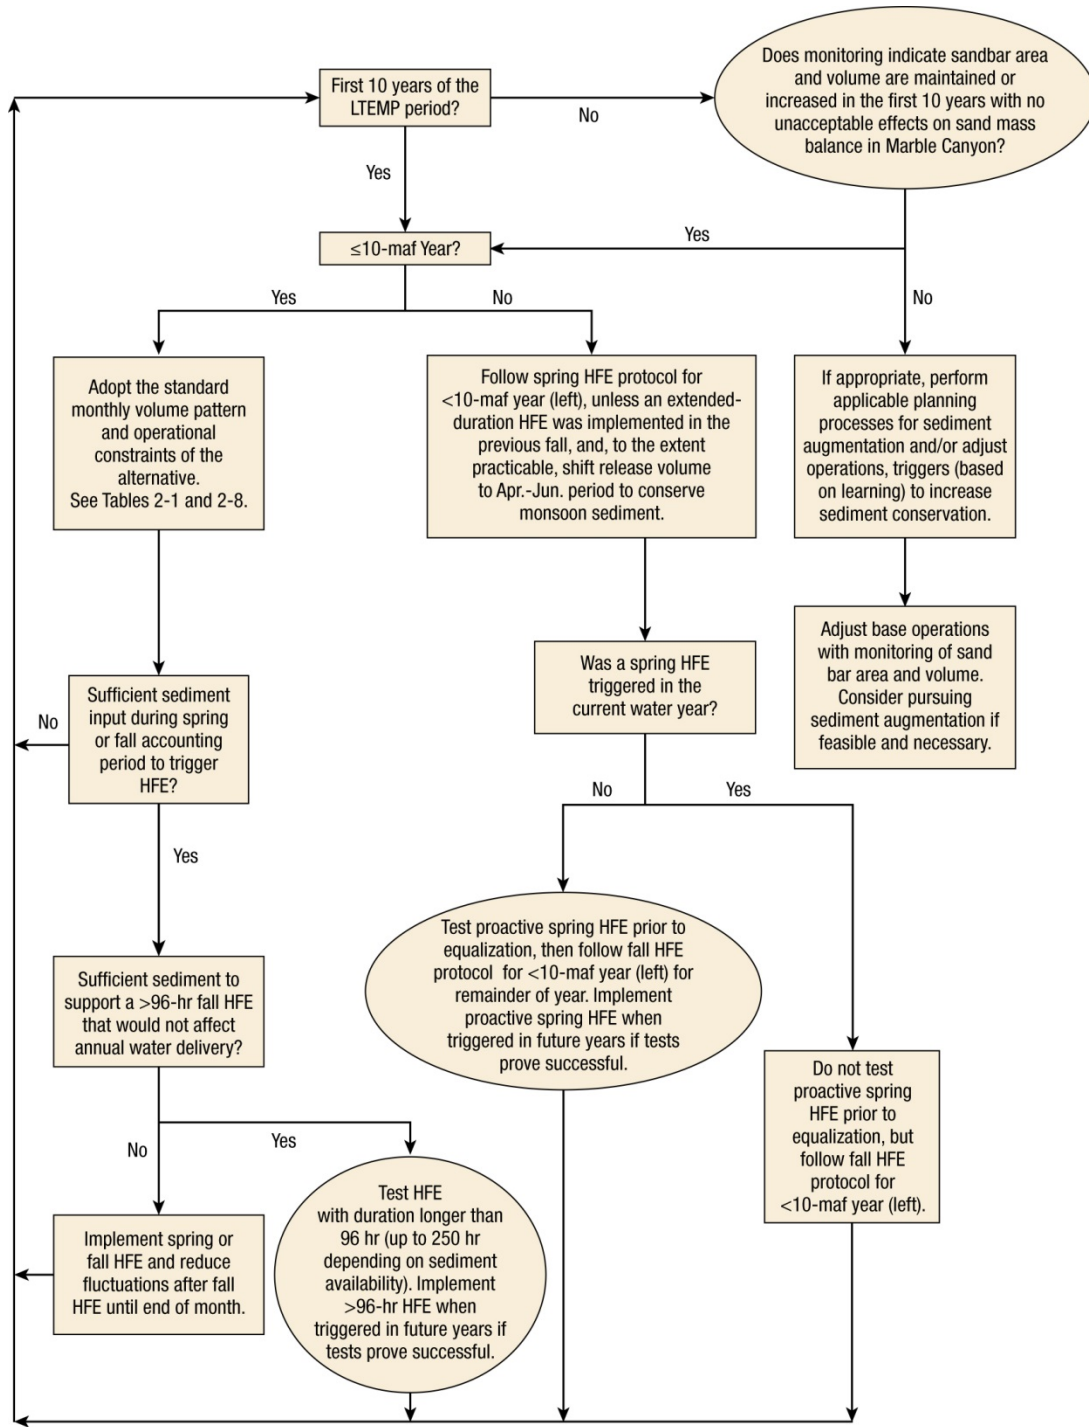 First 10 years of the
LTEMP period?
No
Does monitoring indicate sandbar area
and volume are maintained or
increased in the first 10 years with no
unacceptable effects on sand mass
balance in Marble Canyon?
Yes
≤10-maf Year?
Yes
Yes
No
No
Adopt the standard
monthly volume pattern
and operational
constraints of the
alternative.
See Tables 2-1 and 2-8.
Follow spring HFE protocol for
<10-maf year (left), unless an extended-
duration HFE was implemented in the
previous fall, and, to the extent
practicable, shift release volume
to Apr.-Jun. period to conserve
monsoon sediment.
If appropriate, perform
applicable planning
processes for sediment
augmentation and/or adjust
operations, triggers (based
on learning) to increase
sediment conservation.
Adjust base operations
with monitoring of sand
bar area and volume.
Consider pursuing
sediment augmentation if
feasible and necessary.
Was a spring HFE
triggered in the
current water year?
No
Sufficient sediment
input during spring
or fall accounting
period to trigger
HFE?
No
Yes
Yes
Test proactive spring HFE prior to
equalization, then follow fall HFE
protocol for <10-maf year (left) for
remainder of year. Implement
proactive spring HFE when
triggered in future years if tests
prove successful.
Sufficient sediment to
support a >96-hr fall HFE
that would not affect
annual water delivery?
Do not test
proactive spring
HFE prior to
equalization, but
follow fall HFE
protocol for
<10-maf year (left).
No
Yes
Test HFE
with duration longer than
96 hr (up to 250 hr
depending on sediment
availability). Implement
>96-hr HFE when
triggered in future years if
tests prove successful.
Implement spring or
fall HFE and reduce
fluctuations after fall
HFE until end of month.